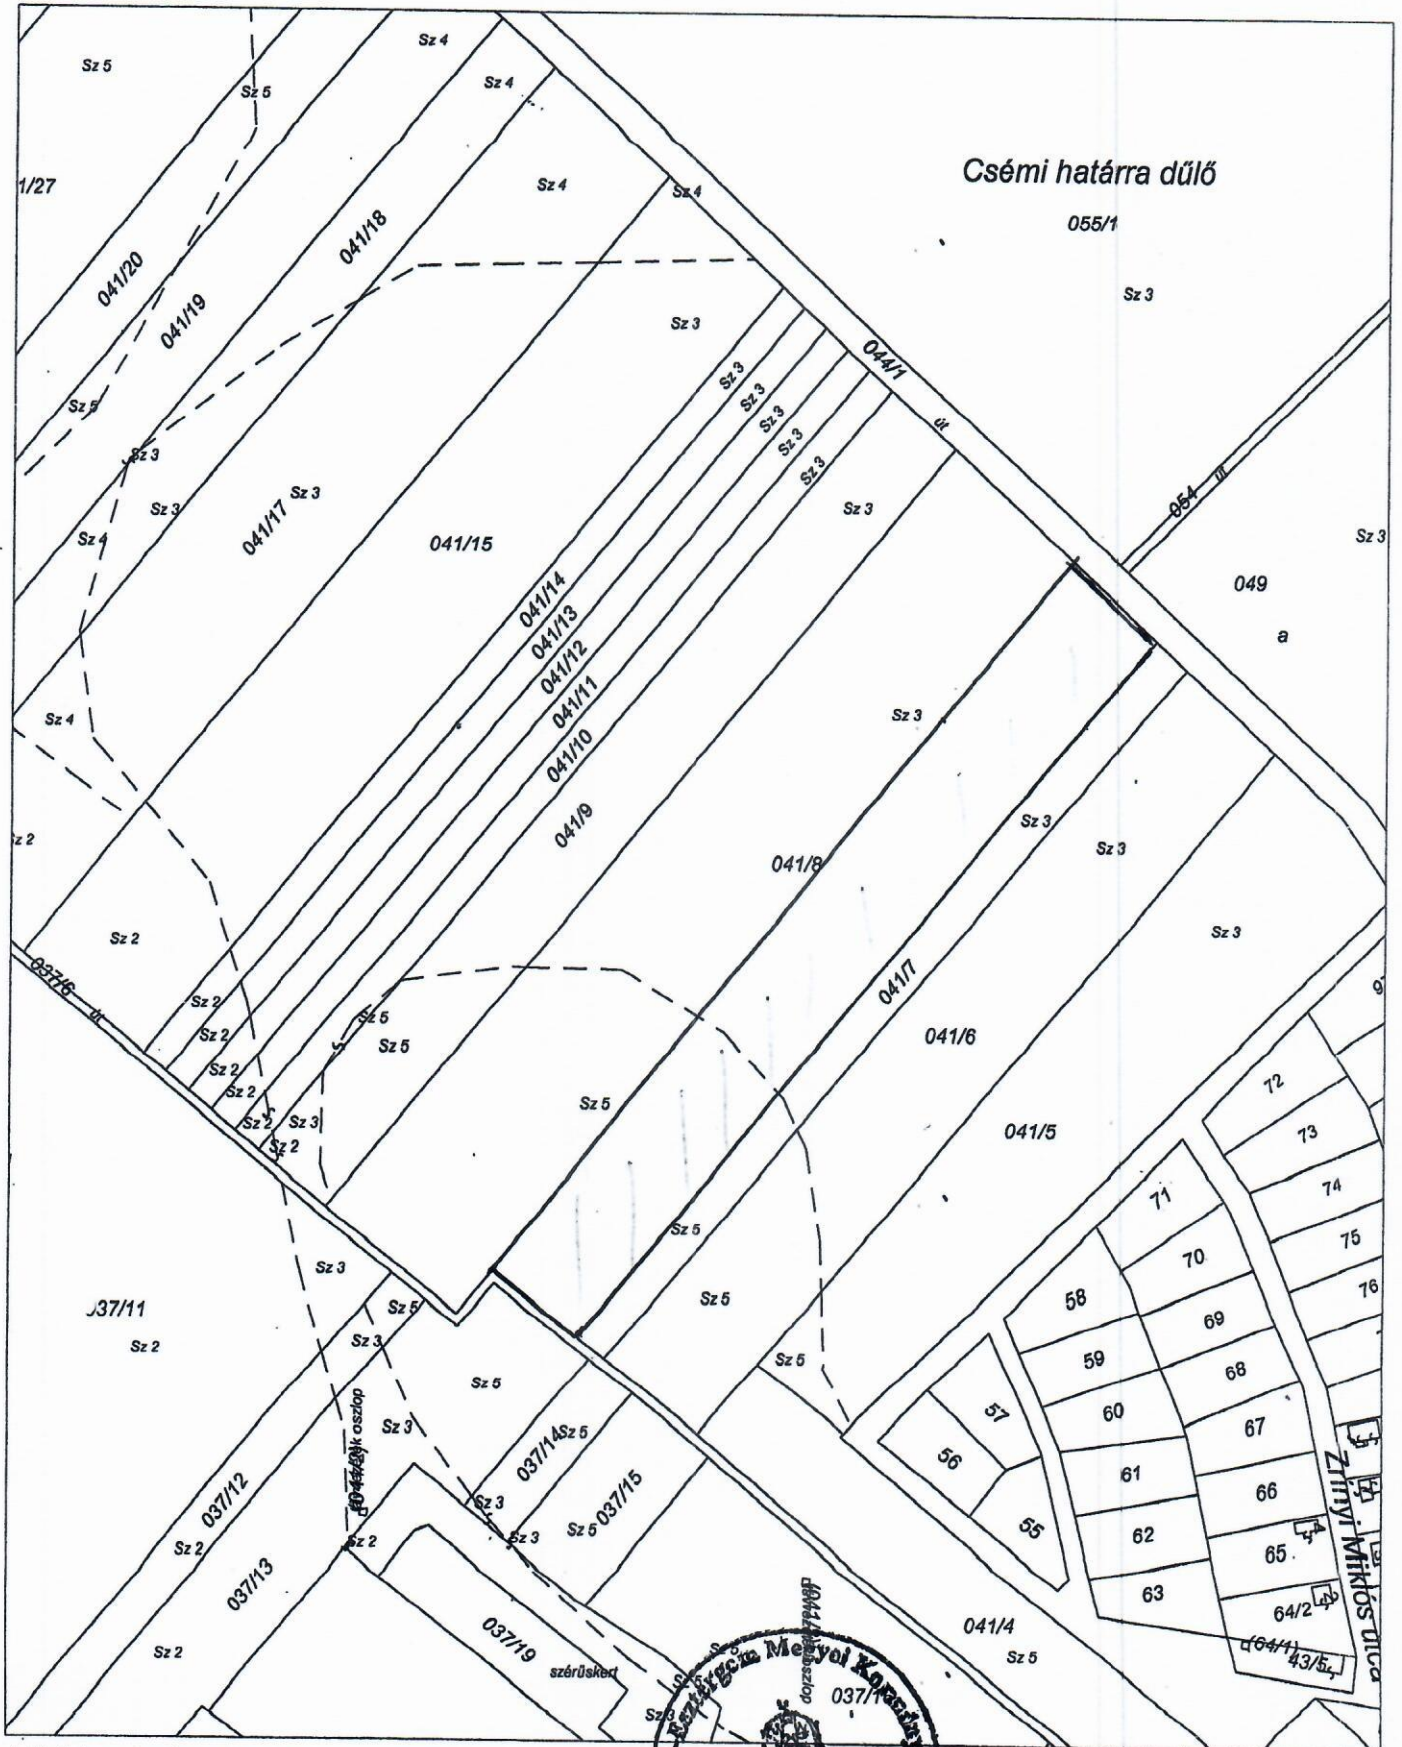 Sz 5
Sz 4
Sz 5
Sz 4
Csémi határra dűlő
1/27
Sz 4
Sz 4
055/1
041/18
041/20
Sz 3
041/19
Sz 3
044/1
út
Sz 3
Sz 3
Sz 3
Sz 3
Sz 3
Sz 5
Sz 3
Sz 3
Sz 3
Sz 3
054 út
Sz 4
041/17
041/15
Sz 3
049
a
041/14
041/13
041/12
041/11
041/10
041/9
Sz 4
Sz 3
Sz 3
Sz 3
041/8
Sz 2
Sz 3
037/6 út
041/7
Sz 2
Sz 2
Sz 2
Sz 2
Sz 2
Sz 2
Sz 5
Sz 5
Sz 3
Sz 2
Sz 5
041/6
041/5
72
73
74
75
76
71
70
69
68
67
66
65
64/2
(64/1)
43/5
Zrínyi Miklós utca
58
59
60
61
62
63
57
56
55
Sz 5
Sz 5
Sz 5
037/11
Sz 2
Sz 3
Sz 5
Sz 3
Sz 5
Sz 3
oszlop
037/12
037/14
Sz 5
037/15
Sz 3
Sz 3
Sz 5
Sz 2
Sz 2
037/13
Sz 2
037/19
szérűskert
041/4
Sz 5
Sz 5
Sz 3
oszlop
Esztergom Megyei Kormány